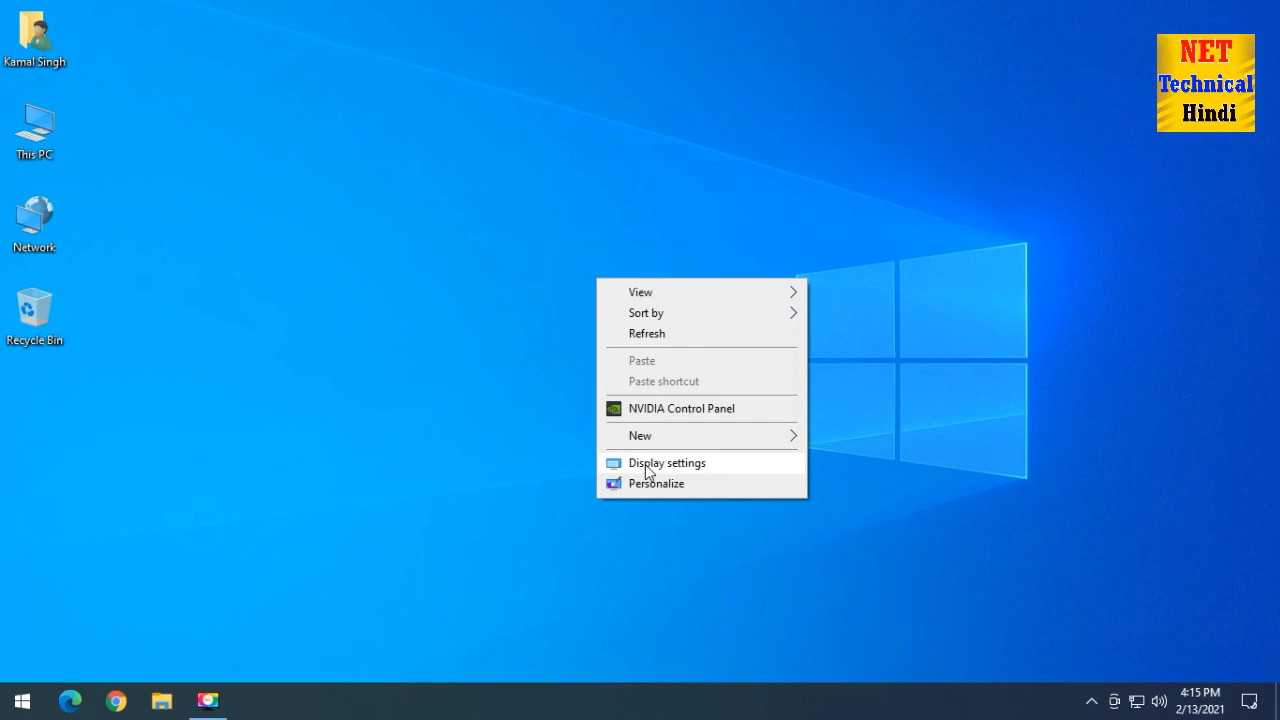 Kamal Singh
This PC
Network
Recycle Bin
NET
Technical
Hindi
View
Sort by
Refresh
Paste
Paste shortcut
NVIDIA Control Panel
New
Display settings
Personalize
4:15 PM
2/13/2021